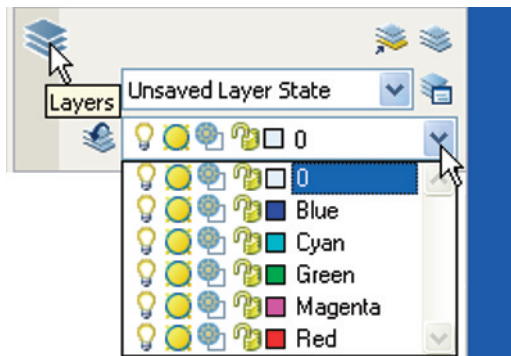 Layers
Unsaved Layer State
0
0
Blue
Cyan
Green
Magenta
Red